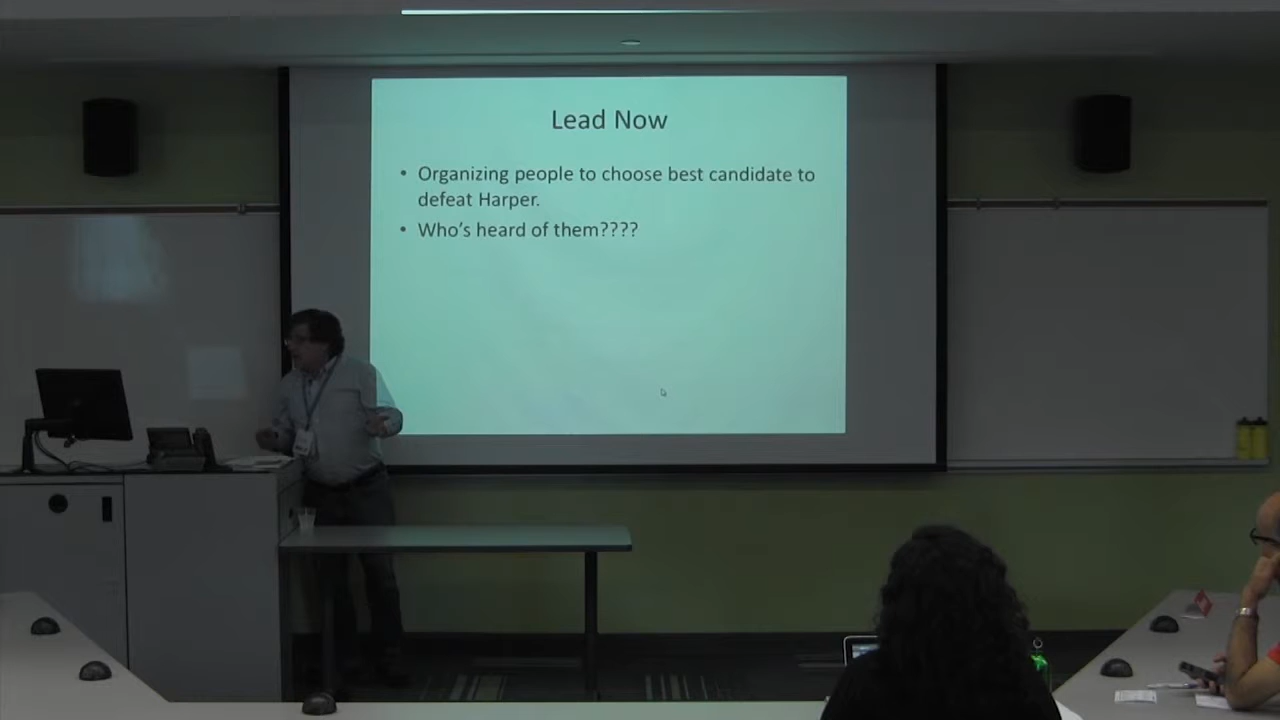 Lead Now
• Organizing people to choose best candidate to
defeat Harper.
• Who's heard of them????